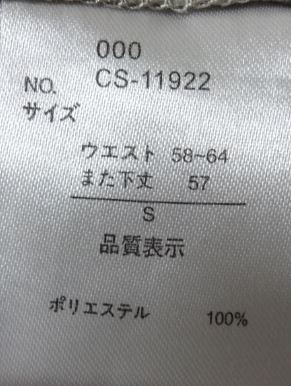 000
NO. CS-11922
サイズ
ウエスト 58~64
また下丈 57
S
品質表示
ポリエステル 100%